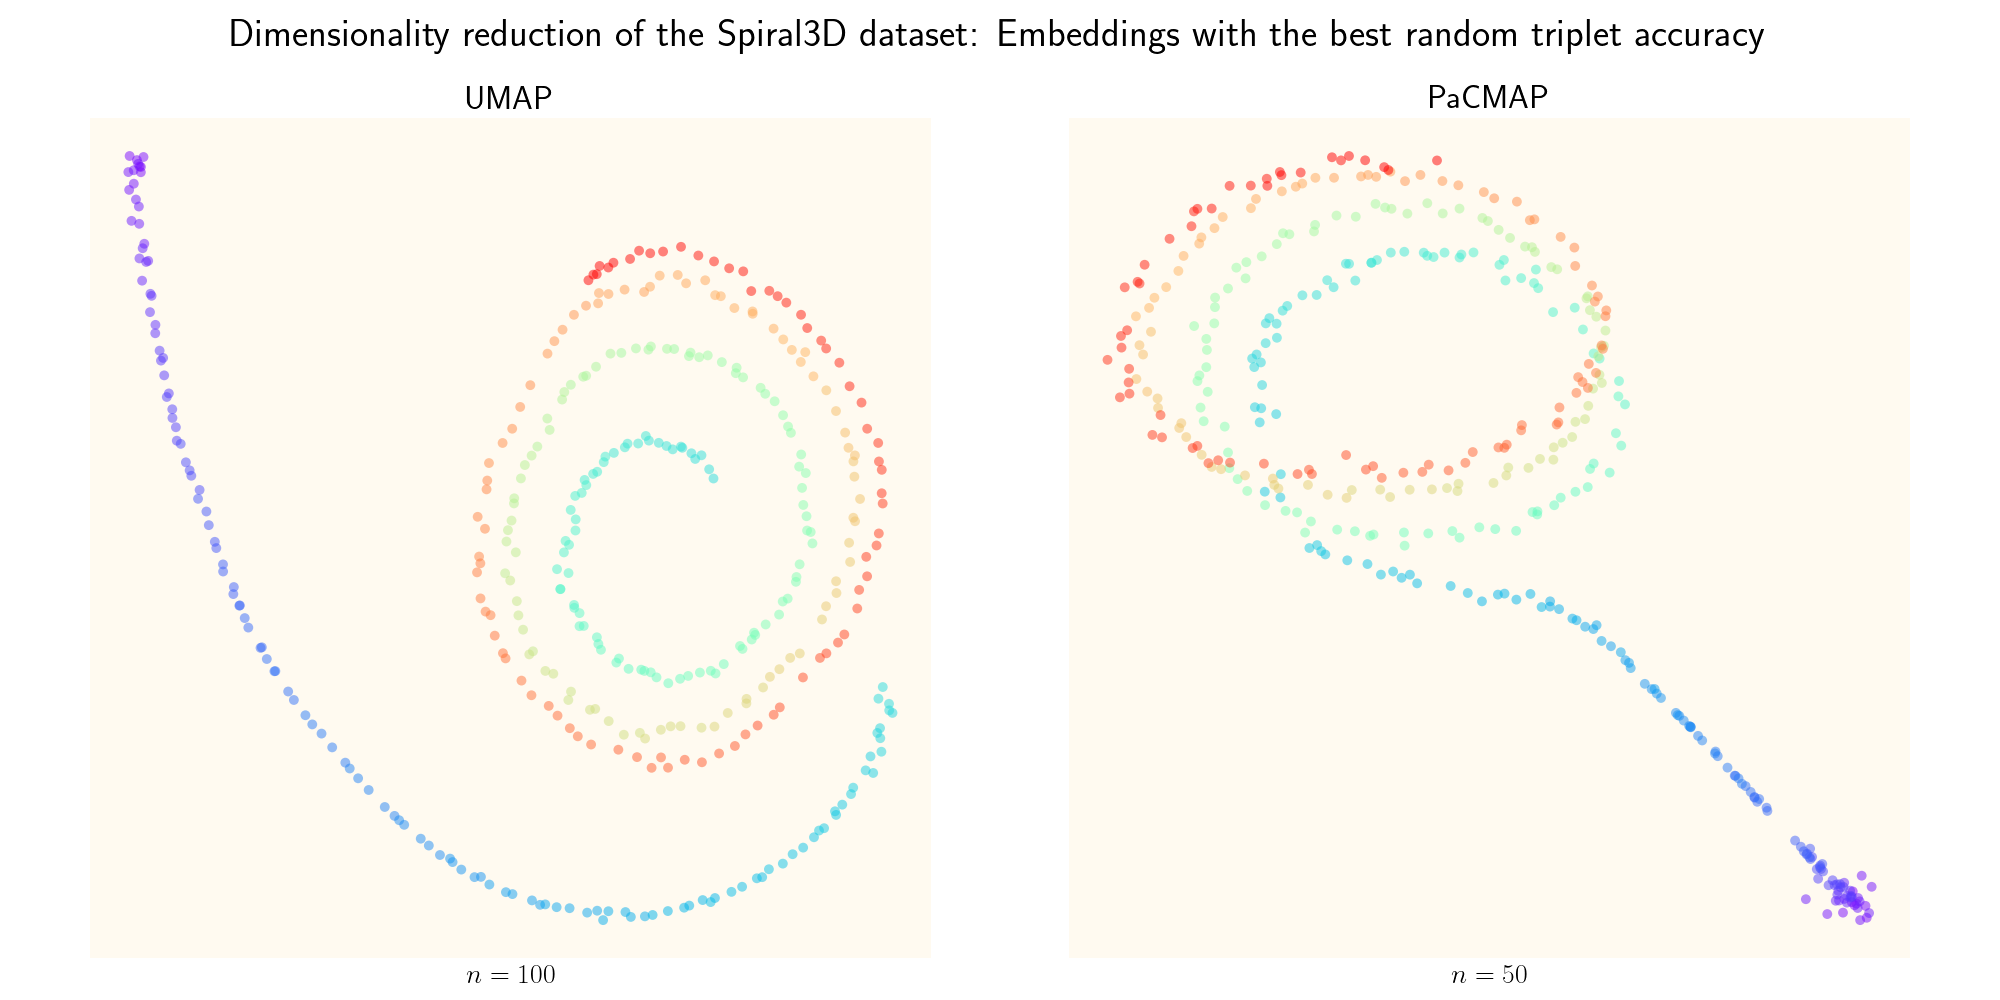 Dimensionality reduction of the Spiral3D dataset: Embeddings with the best random triplet accuracy
UMAP
PaCMAP
n = 100
n = 50